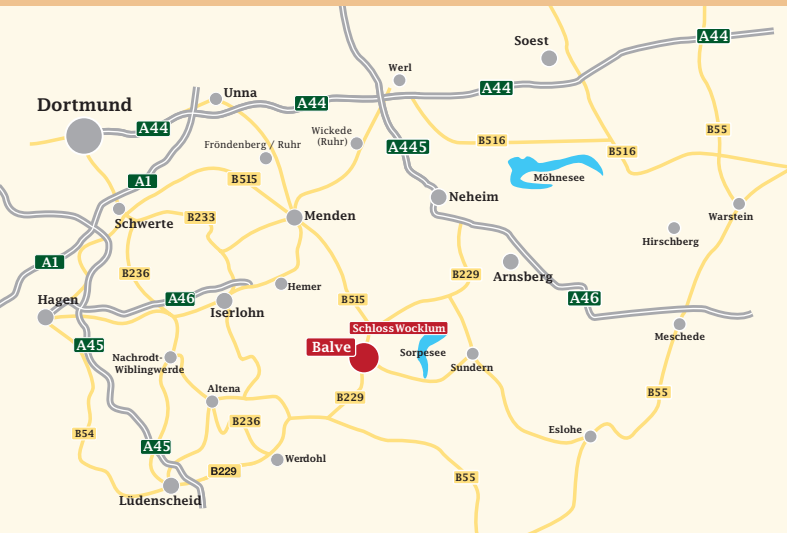 A44
Soest
Werl
A44
Unna
Dortmund
A44
A44
B55
B516
Wickede
(Ruhr)
Fröndenberg / Ruhr
A445
B516
Möhnesee
A1
B515
Neheim
Warstein
Schwerte
B233
Menden
Hirschberg
A1
B236
B229
Arnsberg
Hemer
Hagen
A46
B515
A46
Iserlohn
SchlossWocklum
Meschede
A45
Balve
Sorpesee
Nachrodt-
Wiblingwerde
Sundern
Altena
B229
B55
B236
B54
Eslohe
A45
Werdohl
B229
B55
Lüdenscheid